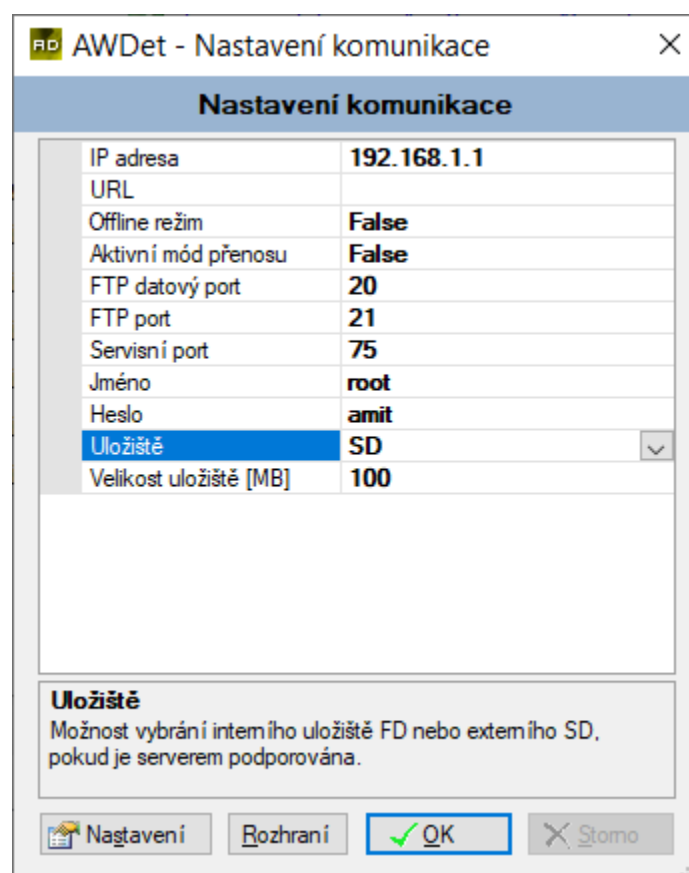 AWDet - Nastavení komunikace
Nastavení komunikace
IP adresa 192.168.1.1
URL
Offline režim False
Aktivní mód přenosu False
FTP datový port 20
FTP port 21
Servisní port 75
Jméno root
Heslo amit
Uložiště SD
Velikost uložiště [MB] 100
Uložiště
Možnost vybrání interního uložiště FD nebo externího SD,
pokud je serverem podporována.
Nastavení Rozhraní OK Storno